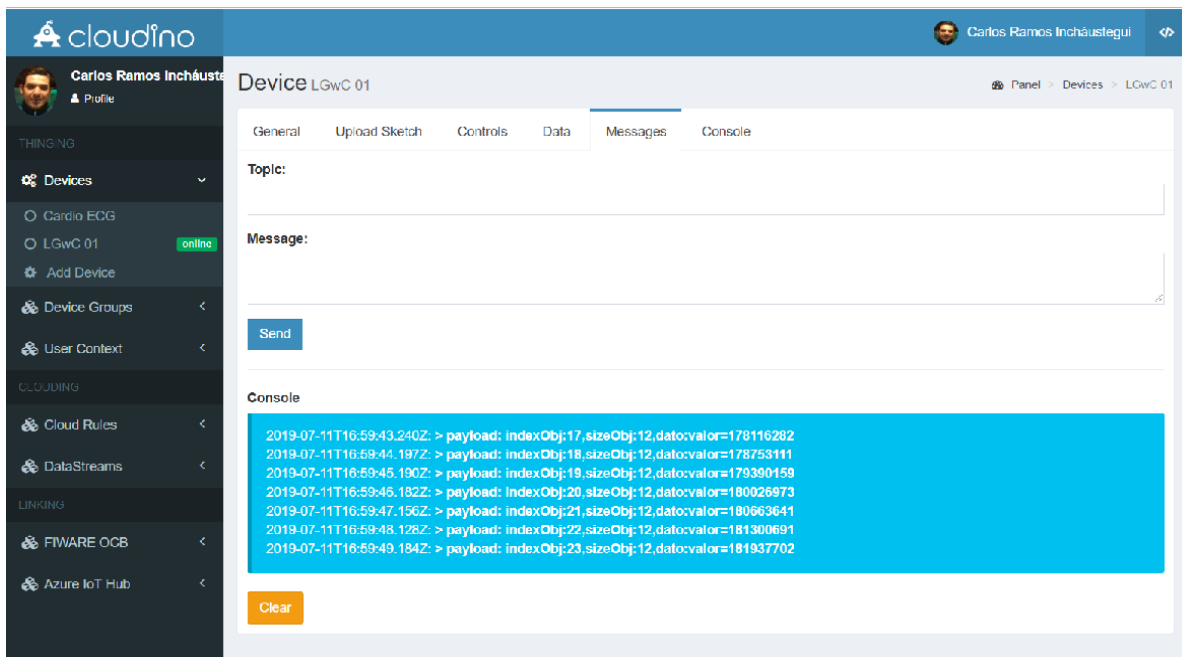 cloudino
Carlos Ramos Incháustegui </>
Carlos Ramos Incháuste
Profile
THINGING
Devices
Cardio ECG
LGwC 01 online
Add Device
Device Groups
User Context
CLOUDING
Cloud Rules
DataStreams
LINKING
FIWARE OCB
Azure IoT Hub
Device LGwC 01
Panel > Devices > LGwC 01
General Upload Sketch Controls Data Messages Console
Topic:
Message:
Send
Console
2019-07-11T16:59:43.240Z: > payload: indexObj:17,sizeObj:12,dato:valor=178116282
2019-07-11T16:59:44.197Z: > payload: indexObj:18,sizeObj:12,dato:valor=178753111
2019-07-11T16:59:45.190Z: > payload: indexObj:19,sizeObj:12,dato:valor=179390159
2019-07-11T16:59:46.182Z: > payload: indexObj:20,sizeObj:12,dato:valor=180026973
2019-07-11T16:59:47.156Z: > payload: indexObj:21,sizeObj:12,dato:valor=180663641
2019-07-11T16:59:48.128Z: > payload: indexObj:22,sizeObj:12,dato:valor=181300691
2019-07-11T16:59:49.184Z: > payload: indexObj:23,sizeObj:12,dato:valor=181937702
Clear